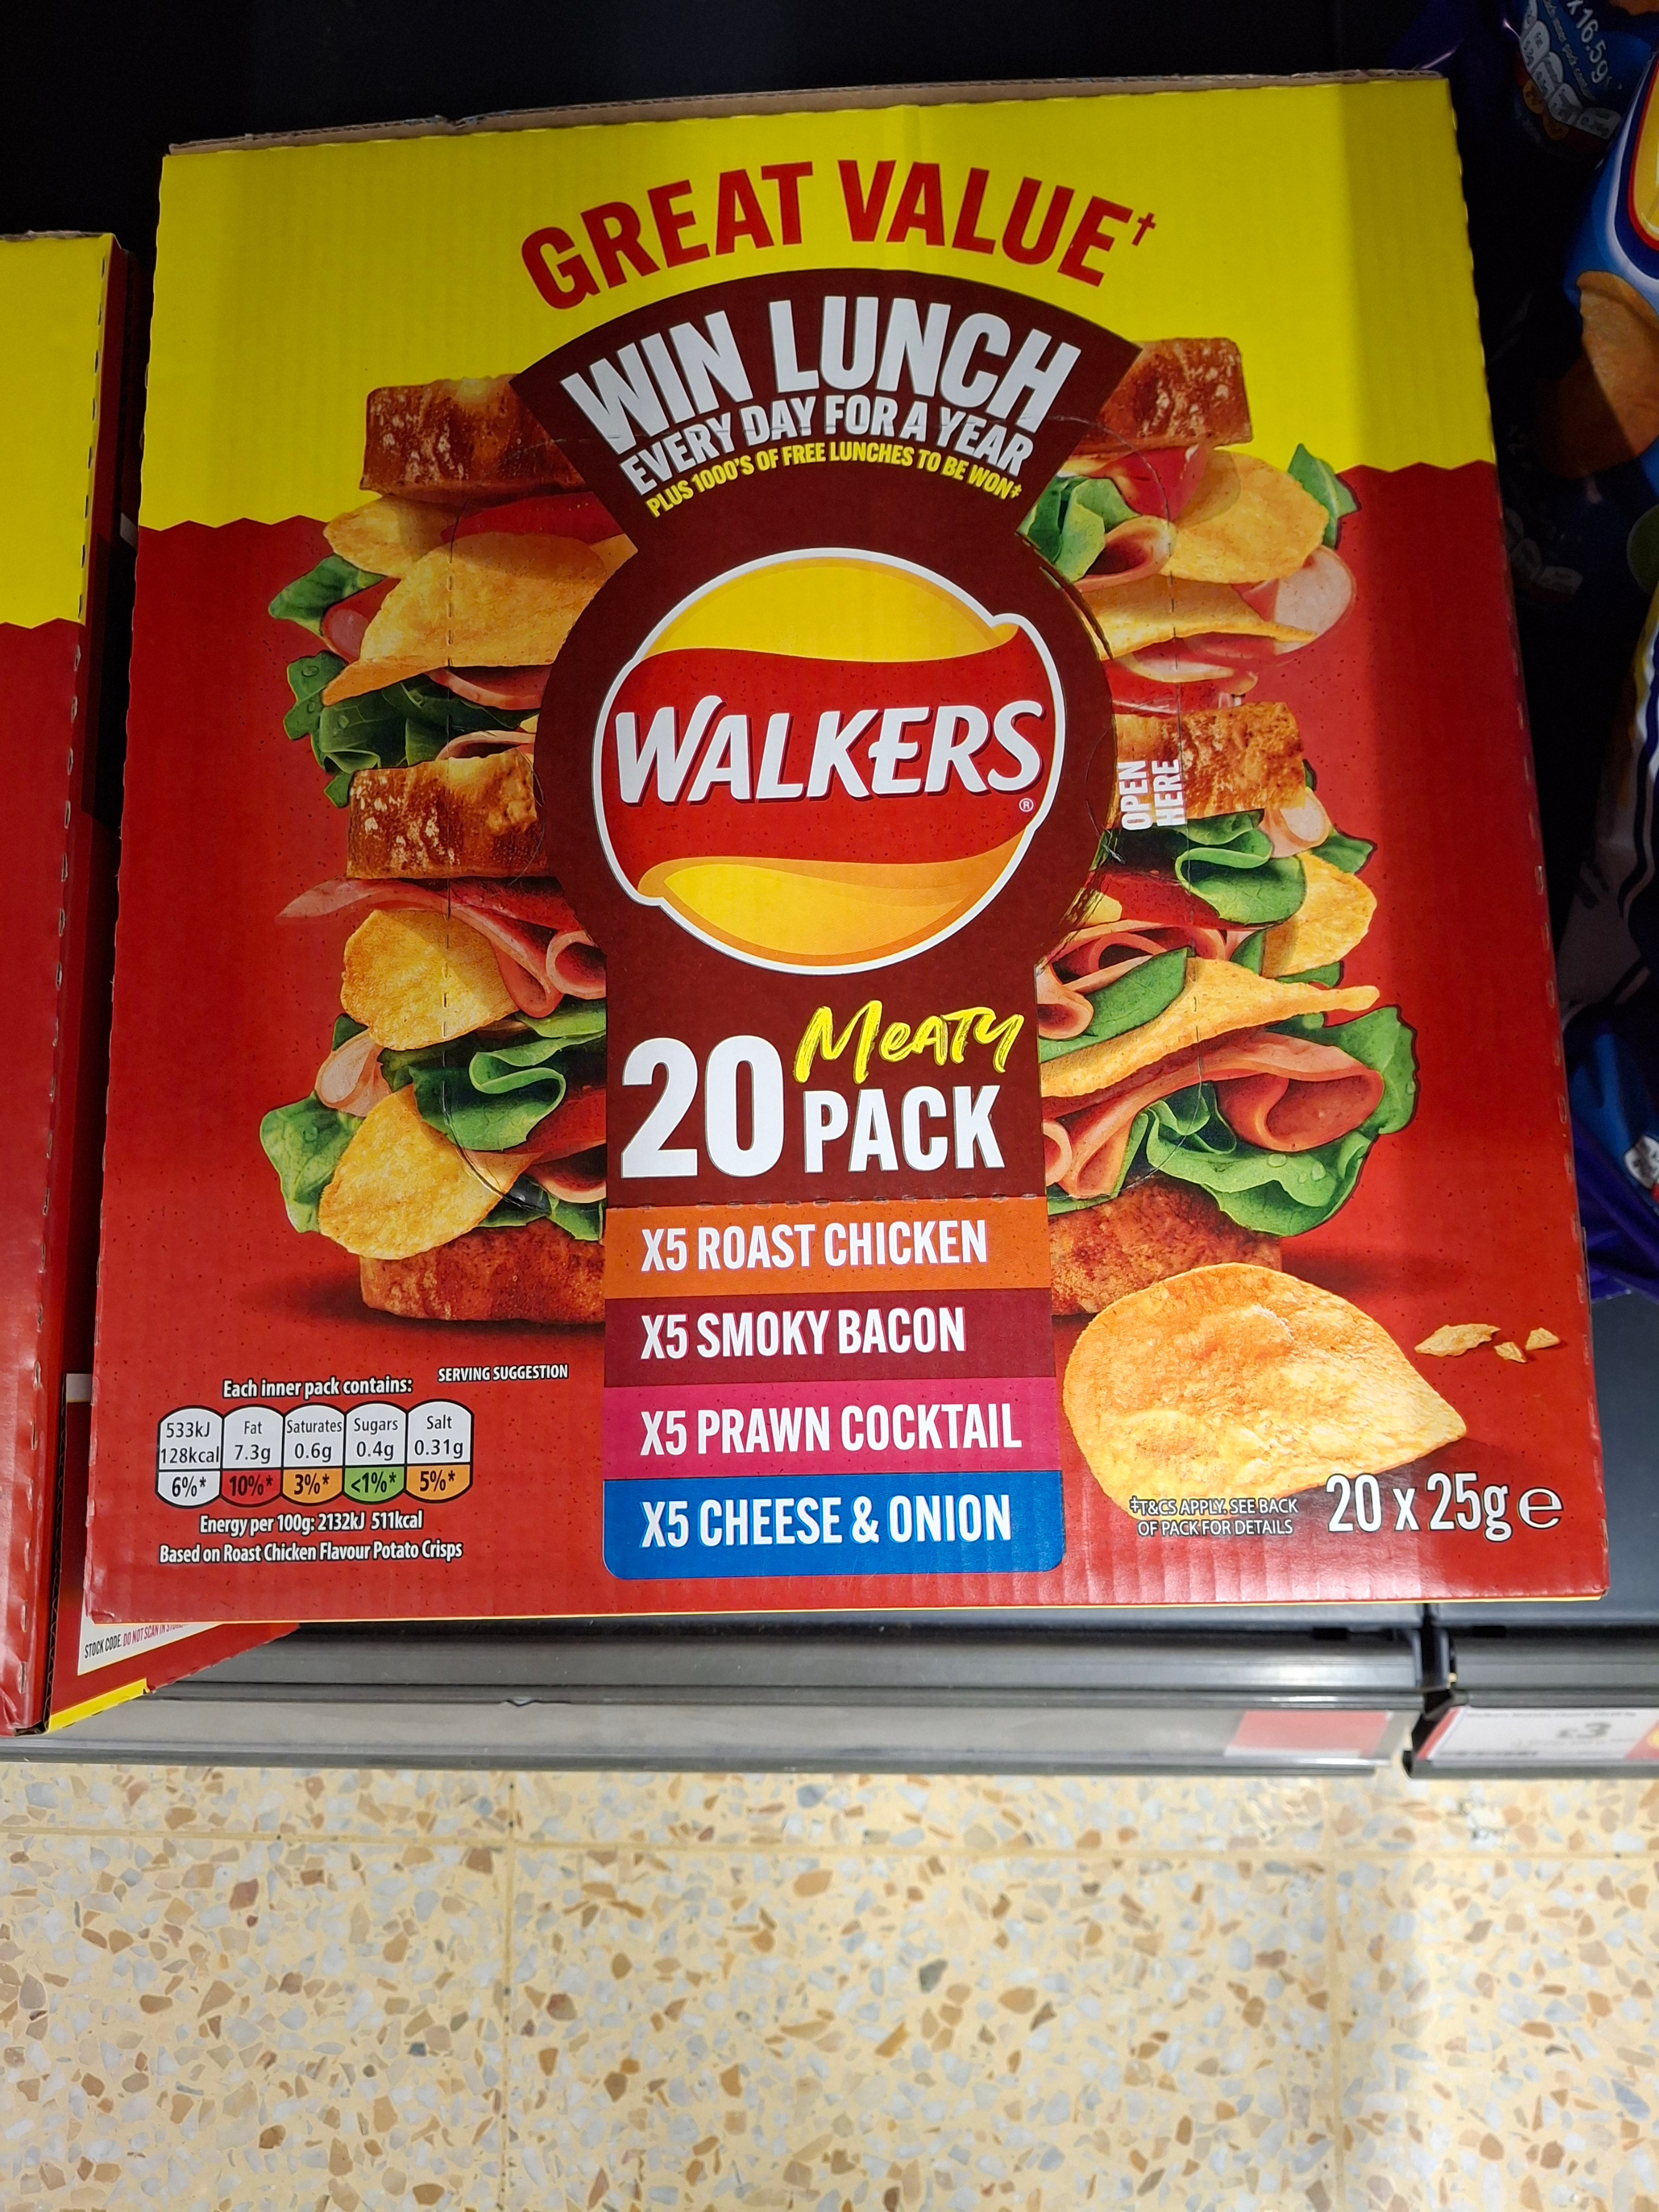 GREAT VALUE†
WIN LUNCH
EVERY DAY FOR A YEAR
PLUS 1000'S OF FREE LUNCHES TO BE WON‡
WALKERS
®
OPEN
HERE
20 MEATY
PACK
X5 ROAST CHICKEN
X5 SMOKY BACON
X5 PRAWN COCKTAIL
X5 CHEESE & ONION
SERVING SUGGESTION
Each inner pack contains:
533kJ Fat Saturates Sugars Salt
128kcal 7.3g 0.6g 0.4g 0.31g
6%* 10%* 3%* <1%* 5%*
Energy per 100g: 2132kJ 511kcal
Based on Roast Chicken Flavour Potato Crisps
‡T&CS APPLY. SEE BACK
OF PACK FOR DETAILS
20 x 25g e
STOCK CODE. DO NOT SCAN IN
x 16.5g
£3